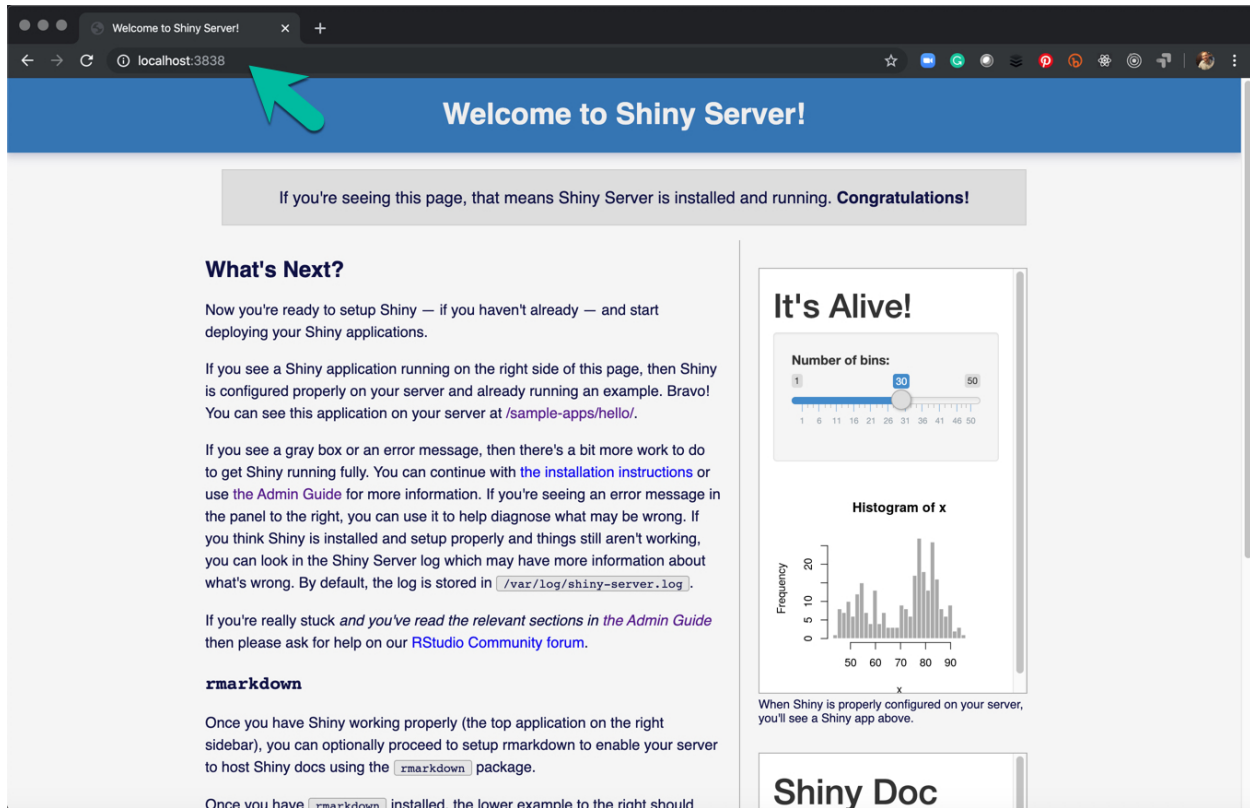 Welcome to Shiny Server!
localhost:3838
Welcome to Shiny Server!
If you're seeing this page, that means Shiny Server is installed and running. Congratulations!
What's Next?
Now you're ready to setup Shiny — if you haven't already — and start
deploying your Shiny applications.
If you see a Shiny application running on the right side of this page, then Shiny
is configured properly on your server and already running an example. Bravo!
You can see this application on your server at /sample-apps/hello/.
If you see a gray box or an error message, then there's a bit more work to do
to get Shiny running fully. You can continue with the installation instructions or
use the Admin Guide for more information. If you're seeing an error message in
the panel to the right, you can use it to help diagnose what may be wrong. If
you think Shiny is installed and setup properly and things still aren't working,
you can look in the Shiny Server log which may have more information about
what's wrong. By default, the log is stored in /var/log/shiny-server.log.
If you're really stuck and you've read the relevant sections in the Admin Guide
then please ask for help on our RStudio Community forum.
rmarkdown
Once you have Shiny working properly (the top application on the right
sidebar), you can optionally proceed to setup rmarkdown to enable your server
to host Shiny docs using the rmarkdown package.
Once you have rmarkdown installed, the lower example to the right should
It's Alive!
Number of bins:
1 30 50
1 6 11 16 21 26 31 36 41 46 50
Histogram of x
Frequency
20
10
5
0
50 60 70 80 90
x
When Shiny is properly configured on your server,
you'll see a Shiny app above.
Shiny Doc